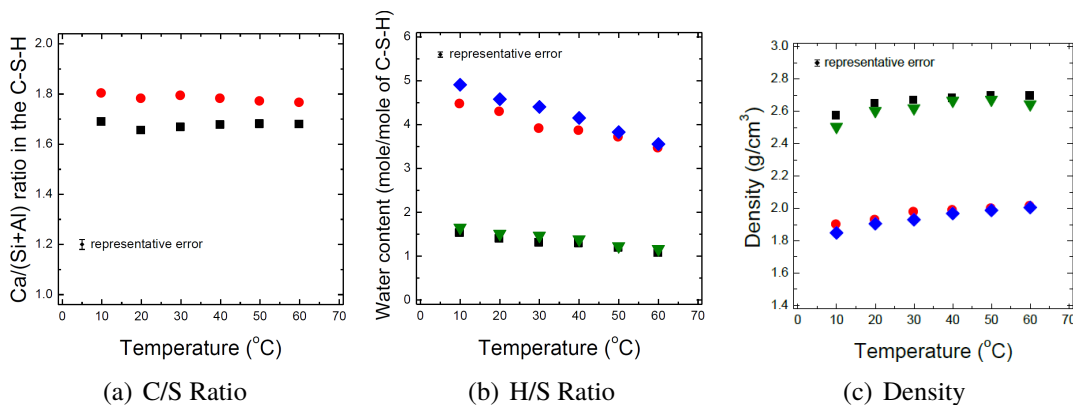 2.0
1.8
1.6
1.4
1.2
1.0
Ca/(Si+Al) ratio in the C-S-H
representative error
0 10 20 30 40 50 60 70
Temperature (°C)
(a) C/S Ratio
6
5
4
3
2
1
0
Water content (mole/mole of C-S-H)
representative error
0 10 20 30 40 50 60 70
Temperature (°C)
(b) H/S Ratio
3.0
2.8
2.6
2.4
2.2
2.0
1.8
1.6
1.4
Density (g/cm³)
representative error
0 10 20 30 40 50 60 70
Temperature (°C)
(c) Density